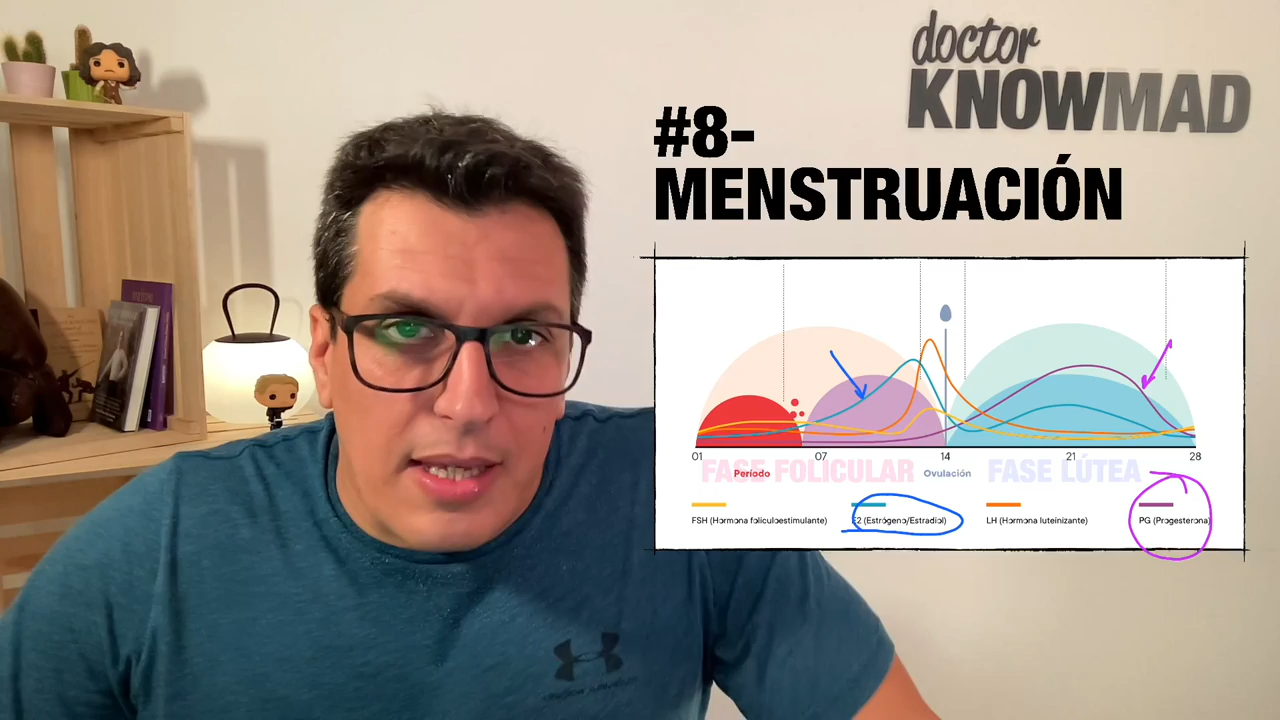 doctor
KNOWMAD
#8-
MENSTRUACIÓN
01 07 14 21 28
FASE FOLICULAR FASE LÚTEA
Período Ovulación
FSH (Hormona foliculoestimulante) E2 (Estrógeno/Estradiol) LH (Hormona luteinizante) PG (Progesterona)